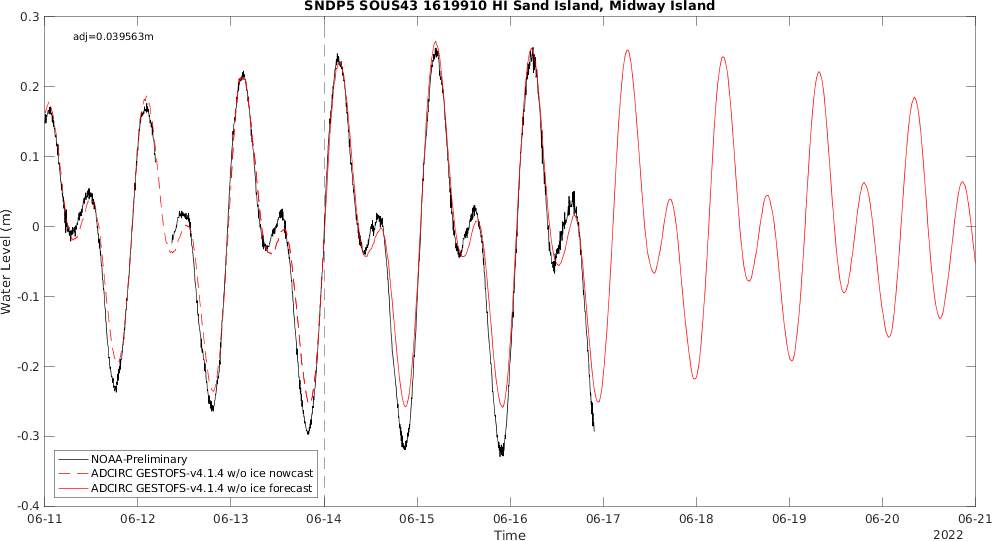 SNDP5 SOUS43 1619910 HI Sand Island, Midway Island
adj=0.039563m
Water Level (m)
0.3
0.2
0.1
0
-0.1
-0.2
-0.3
-0.4
NOAA-Preliminary
ADCIRC GESTOFS-v4.1.4 w/o ice nowcast
ADCIRC GESTOFS-v4.1.4 w/o ice forecast
06-11 06-12 06-13 06-14 06-15 06-16 06-17 06-18 06-19 06-20 06-21
Time
2022